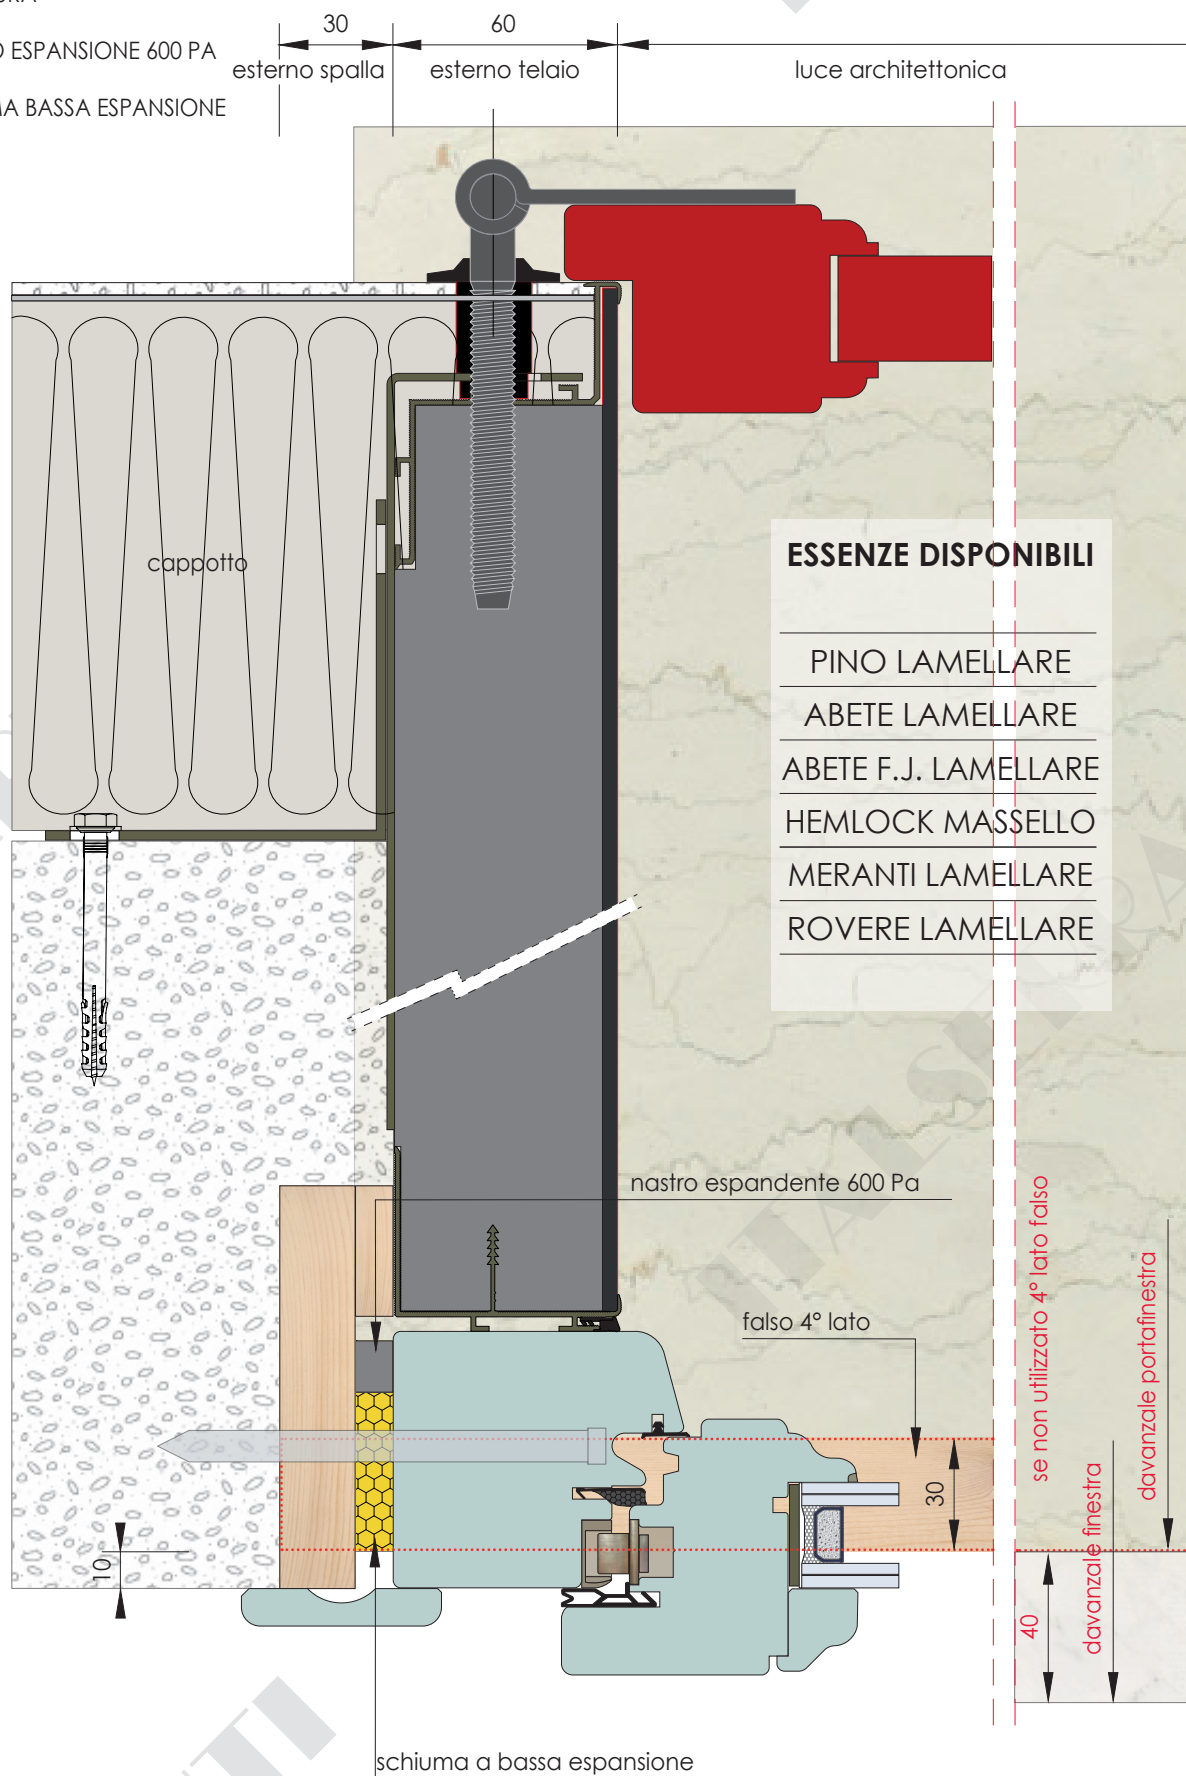 30
60
ESPANSIONE 600 PA
esterno spalla
esterno telaio
luce architettonica
BASSA ESPANSIONE
ESSENZE DISPONIBILI
cappotto
PINO LAMELLARE
ABETE LAMELLARE
ABETE F.J. LAMELLARE
HEMLOCK MASSELLO
MERANTI LAMELLARE
ROVERE LAMELLARE
nastro espandente 600 Pa
falso 4° lato
se non utilizzato 4° lato falso
davanzale portafinestra
davanzale finestra
30
10
40
schiuma a bassa espansione